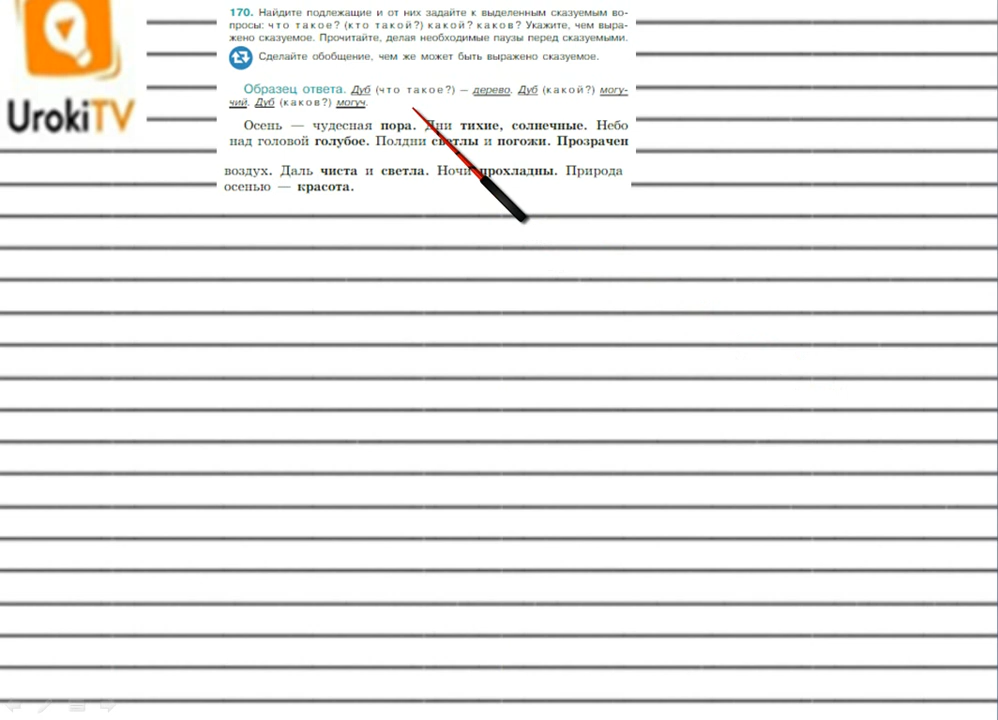 UrokiTV
170. Найдите подлежащие и от них задайте к выделенным сказуемым во-
просы: что такое? (кто такой?) какой? каков? Укажите, чем выра-
жено сказуемое. Прочитайте, делая необходимые паузы перед сказуемыми.
Сделайте обобщение, чем же может быть выражено сказуемое.
Образец ответа. Дуб (что такое?) — дерево. Дуб (какой?) могу-
чий. Дуб (каков?) могуч.
Осень — чудесная пора. Дни тихие, солнечные. Небо
над головой голубое. Полдни светлы и погожи. Прозрачен
воздух. Даль чиста и светла. Ночи прохладны. Природа
осенью — красота.